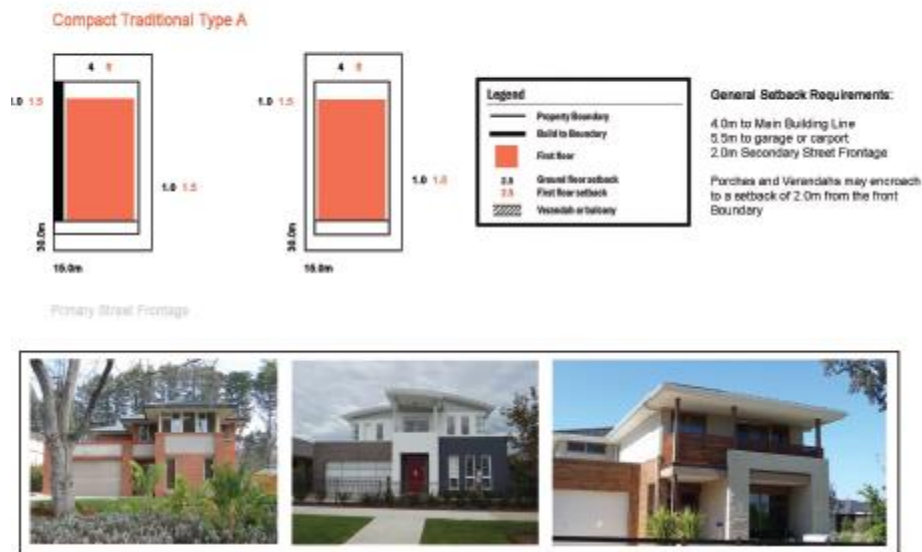 Compact Traditional Type A
4 6
1.0 1.5
1.0 1.5
30.0m
15.0m
4 6
1.0 1.5
1.0 1.5
30.0m
15.0m
Primary Street Frontage
Legend
Property Boundary
Build to Boundary
First floor
2.5 Ground floor setback
2.5 First floor setback
Verandah or balcony
General Setback Requirements:
4.0m to Main Building Line
5.5m to garage or carport
2.0m Secondary Street Frontage
Porches and Verandahs may encroach
to a setback of 2.0m from the front
Boundary